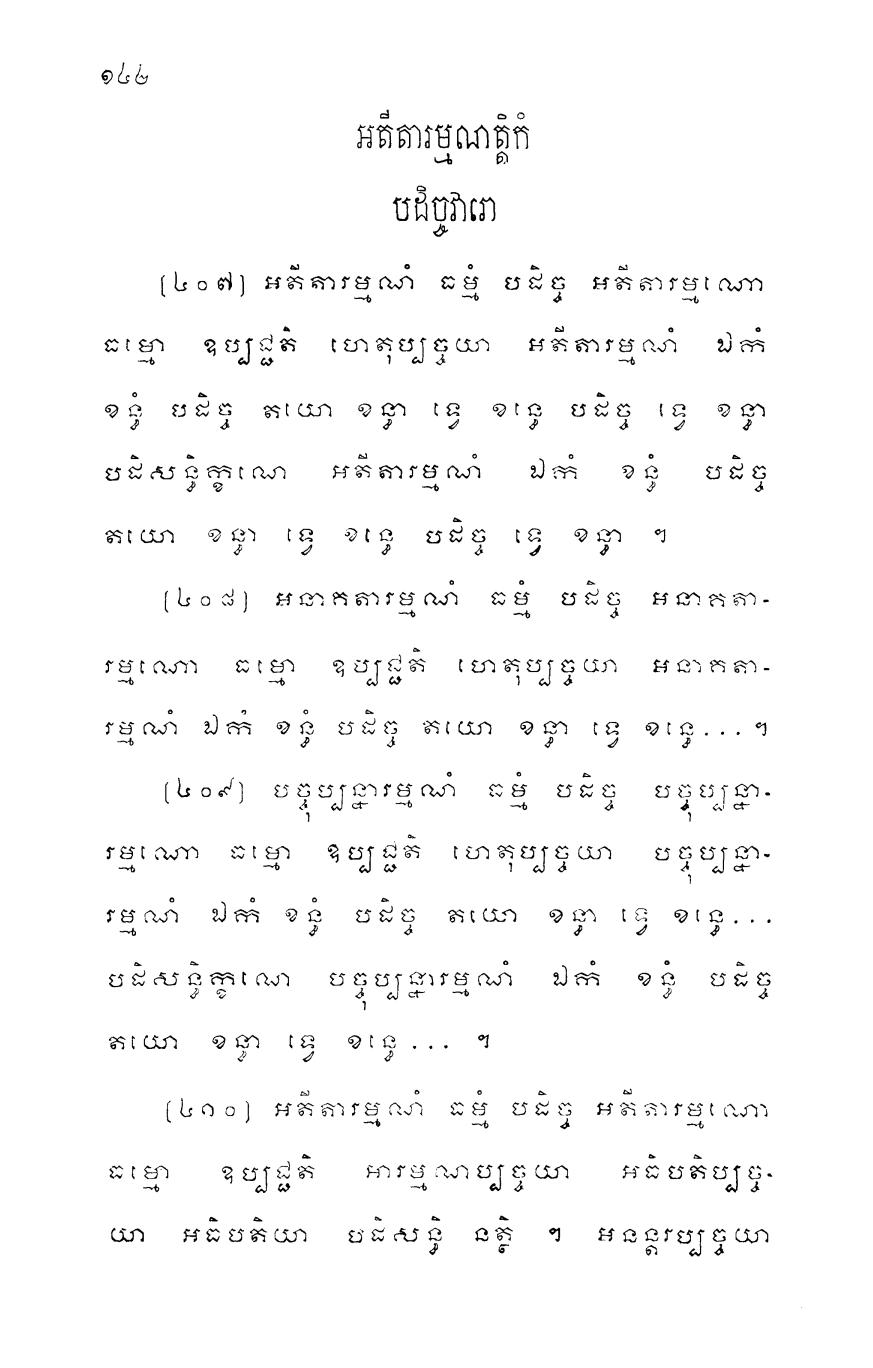 ១៤៤
អតីតារម្មណត្តិកំ
បដិច្ចវារោ
(៤០៧) អតីតារម្មណំ ធម្មំ បដិច្ច អតីតារម្មណោ
ធម្មោ ឧប្បជ្ជតិ ហេតុប្បច្ចយា អតីតារម្មណំ ឯកំ
ខន្ធំ បដិច្ច តយោ ខន្ធា ទ្វេ ខន្ធេ បដិច្ច ទ្វេ ខន្ធា
បដិសន្ធិក្ខណេ អតីតារម្មណំ ឯកំ ខន្ធំ បដិច្ច
តយោ ខន្ធា ទ្វេ ខន្ធេ បដិច្ច ទ្វេ ខន្ធា ។
(៤០៨) អនាគតារម្មណំ ធម្មំ បដិច្ច អនាគតា-
រម្មណោ ធម្មោ ឧប្បជ្ជតិ ហេតុប្បច្ចយា អនាគតា-
រម្មណំ ឯកំ ខន្ធំ បដិច្ច តយោ ខន្ធា ទ្វេ ខន្ធេ...។
(៤០៩) បច្ចុប្បន្នារម្មណំ ធម្មំ បដិច្ច បច្ចុប្បន្នា-
រម្មណោ ធម្មោ ឧប្បជ្ជតិ ហេតុប្បច្ចយា បច្ចុប្បន្នា-
រម្មណំ ឯកំ ខន្ធំ បដិច្ច តយោ ខន្ធា ទ្វេ ខន្ធេ...
បដិសន្ធិក្ខណេ បច្ចុប្បន្នារម្មណំ ឯកំ ខន្ធំ បដិច្ច
តយោ ខន្ធា ទ្វេ ខន្ធេ... ។
(៤១០) អតីតារម្មណំ ធម្មំ បដិច្ច អតីតារម្មណោ
ធម្មោ ឧប្បជ្ជតិ អារម្មណប្បច្ចយា អធិបតិប្បច្ច-
យា អធិបតិយា បដិសន្ធិ នត្ថិ ។ អនន្តរប្បច្ចយា